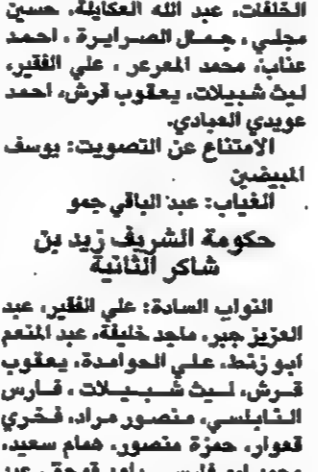 الخلفات، عبد الله العكايلة، حسين
مجلي، جمال الصرايرة، احمد
عناب، محمد المعرعر، علي الفقير،
ليث شبيلات، يعقوب قرش، احمد
عويدي العبادي.
الامتناع عن التصويت: يوسف
المبيضين
الغياب: عبد الباقي جمو
حكومة الشريف زيد بن
شاكر الثانية
النواب السادة: علي الفقير، عبد
العزيز جبر، ماجد خليفة، عبد المنعم
ابو زنط، علي الحوامدة، يعقوب
قرش، ليث شبيلات، فارس
النابلسي، منصور مراد، فخري
قعوار، حمزة منصور، همام سعيد،